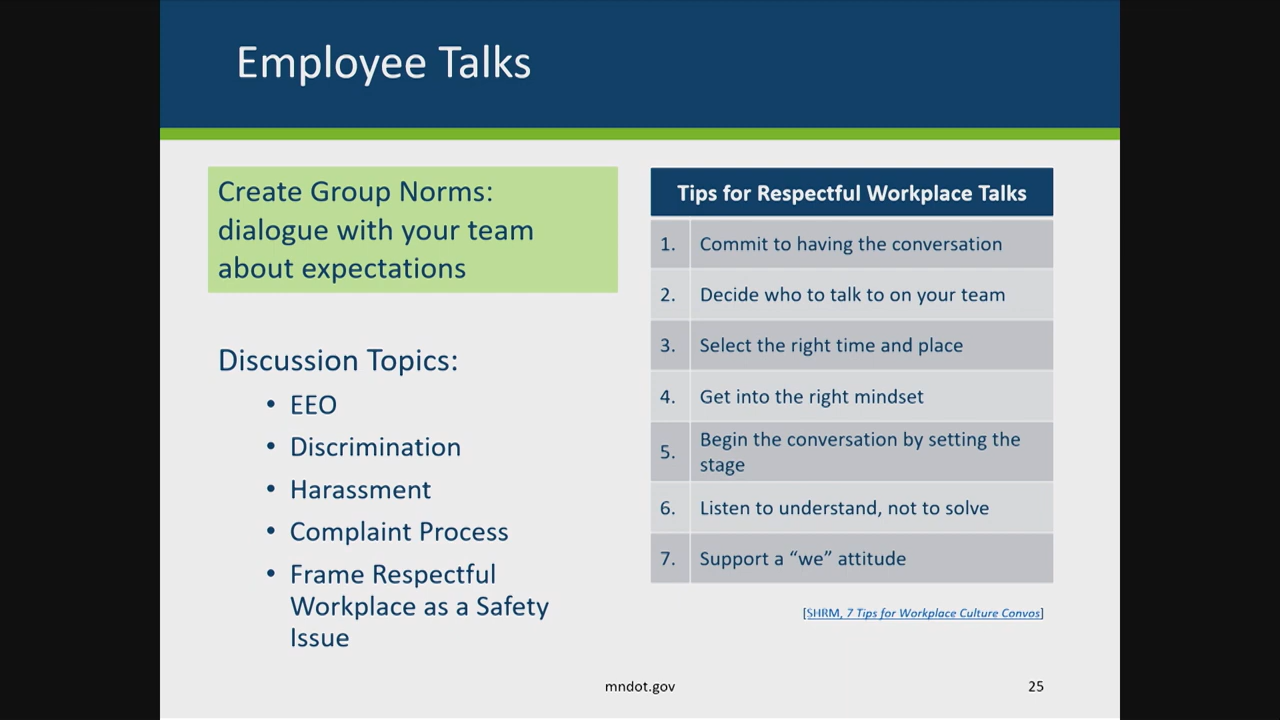 Employee Talks
Create Group Norms:
dialogue with your team
about expectations
Discussion Topics:
• EEO
• Discrimination
• Harassment
• Complaint Process
• Frame Respectful
Workplace as a Safety
Issue
Tips for Respectful Workplace Talks
1. Commit to having the conversation
2. Decide who to talk to on your team
3. Select the right time and place
4. Get into the right mindset
5. Begin the conversation by setting the
stage
6. Listen to understand, not to solve
7. Support a “we” attitude
[SHRM, 7 Tips for Workplace Culture Convos]
mndot.gov
25